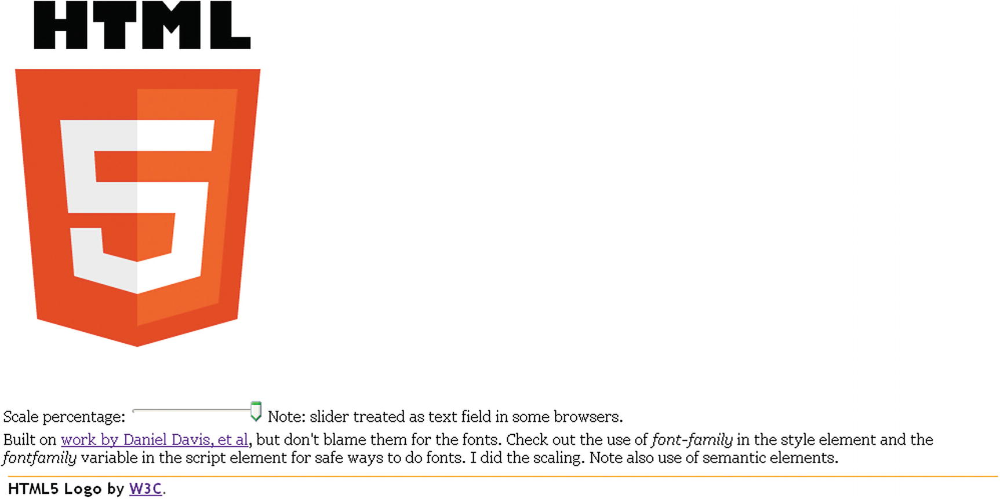 HTML
5
Scale percentage: Note: slider treated as text field in some browsers.
Built on work by Daniel Davis, et al, but don't blame them for the fonts. Check out the use of font-family in the style element and the
fontfamily variable in the script element for safe ways to do fonts. I did the scaling. Note also use of semantic elements.
HTML5 Logo by W3C.